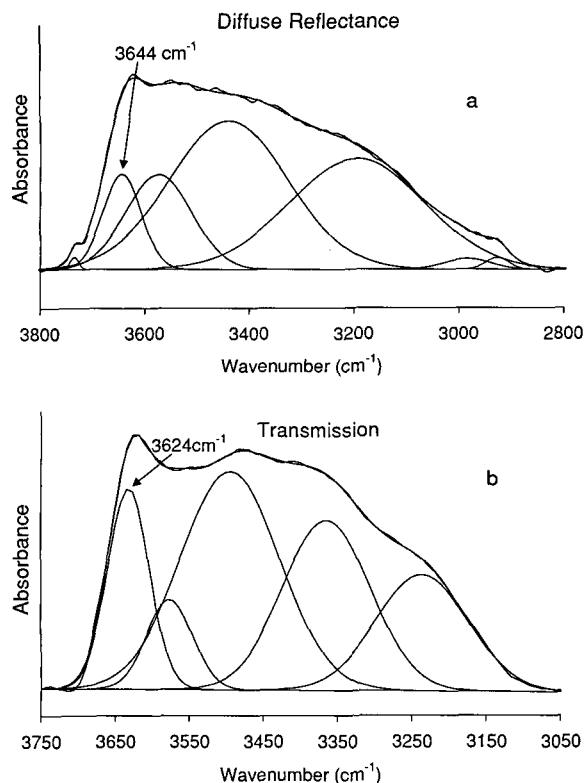 Diffuse Reflectance
3644 cm⁻¹
a
Absorbance
3800 3600 3400 3200 3000 2800
Wavenumber (cm⁻¹)
3624cm⁻¹
Transmission
b
Absorbance
3750 3650 3550 3450 3350 3250 3150 3050
Wavenumber (cm⁻¹)